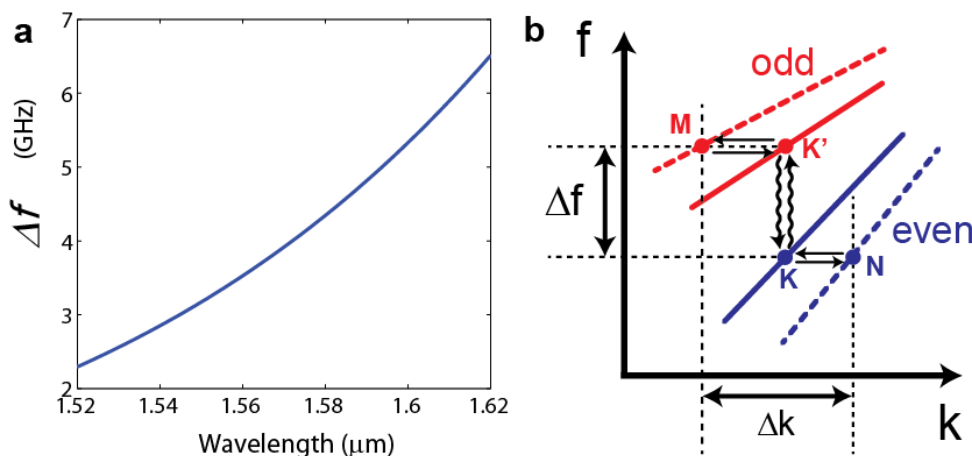 a
7
6
5
4
3
2
Δf (GHz)
1.52 1.54 1.56 1.58 1.6 1.62
Wavelength (μm)
b
f
odd
M
K'
Δf
even
K
N
Δk
k